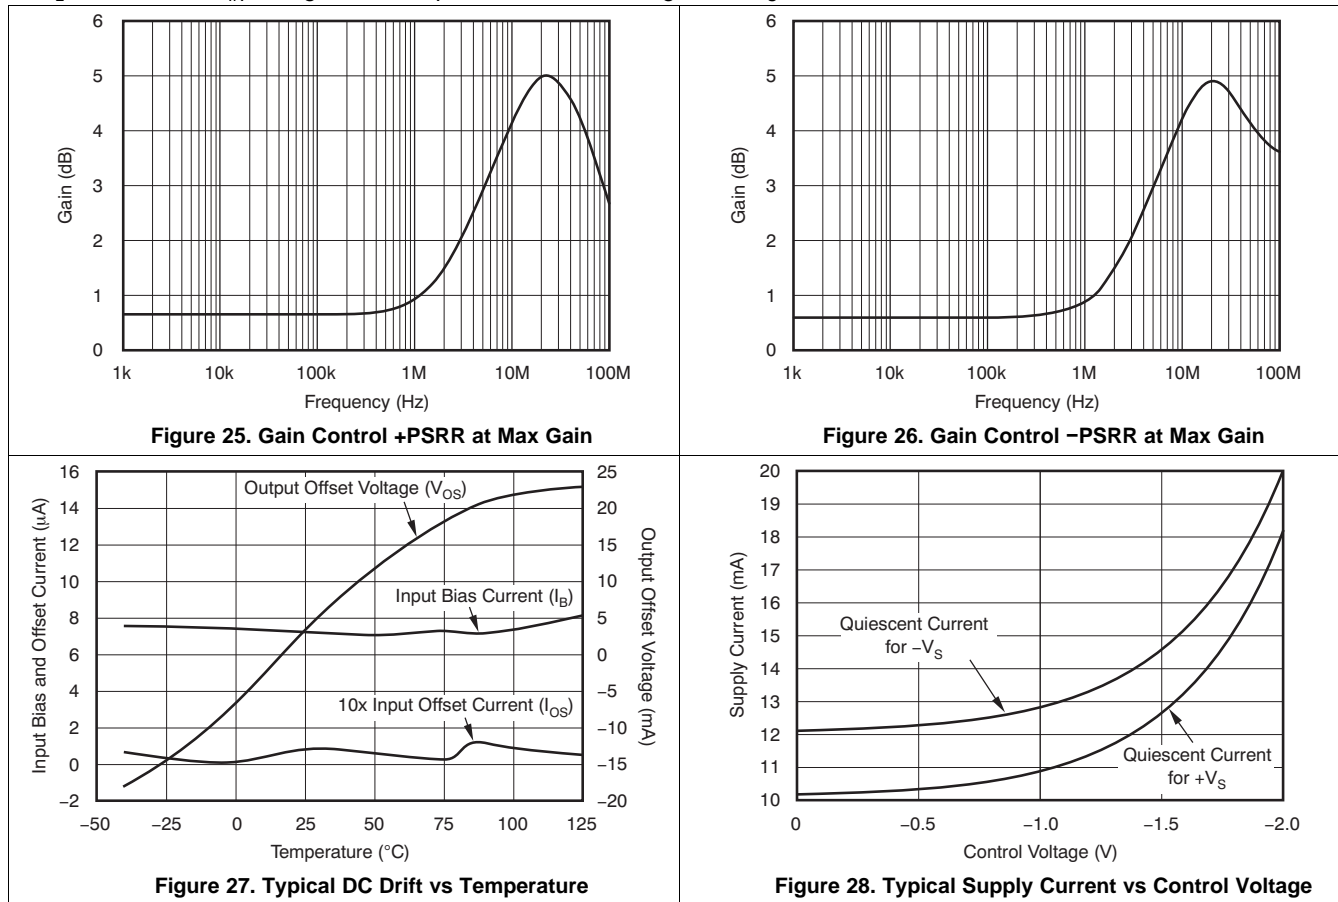 6
5
4
3
2
1
0
Gain (dB)
1k 10k 100k 1M 10M 100M
Frequency (Hz)
Figure 25. Gain Control +PSRR at Max Gain
6
5
4
3
2
1
0
Gain (dB)
1k 10k 100k 1M 10M 100M
Frequency (Hz)
Figure 26. Gain Control −PSRR at Max Gain
16
14
12
10
8
6
4
2
0
−2
Input Bias and Offset Current (µA)
Output Offset Voltage (VOS)
Input Bias Current (IB)
10x Input Offset Current (IOS)
25
20
15
10
5
0
−5
−10
−15
−20
Output Offset Voltage (mA)
−50 −25 0 25 50 75 100 125
Temperature (°C)
Figure 27. Typical DC Drift vs Temperature
20
19
18
17
16
15
14
13
12
11
10
Supply Current (mA)
Quiescent Current
for −VS
Quiescent Current
for +VS
0 −0.5 −1.0 −1.5 −2.0
Control Voltage (V)
Figure 28. Typical Supply Current vs Control Voltage